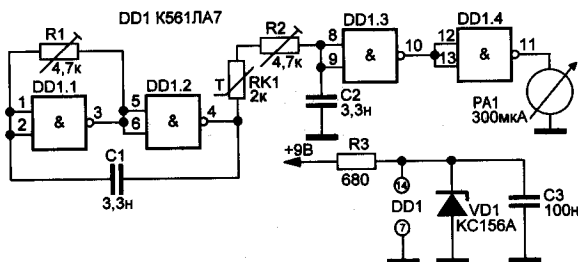 DD1 К561ЛА7
R1
4,7к
DD1.1
1
2
&
3
DD1.2
5
6
&
4
C1
3,3н
T
RK1
2к
R2
4,7к
C2
3,3н
DD1.3
8
9
&
10
DD1.4
12
13
&
11
PA1
300мкА
+9В
R3
680
14
DD1
7
VD1
КС156А
C3
100н